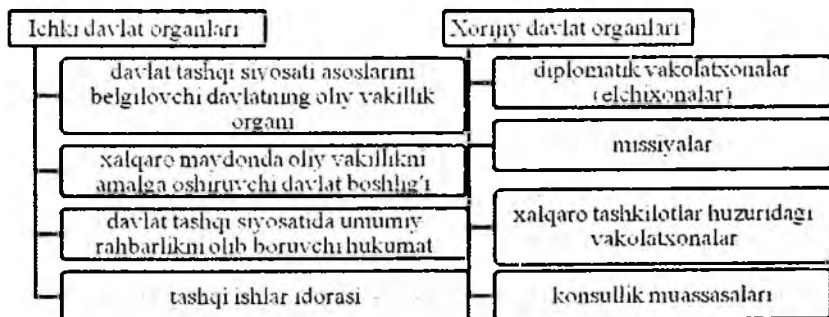 Ichki davlat organlari
davlat tashqi siyosati asoslarini
belgilovchi davlatning oliy vakillik
organi
xalqaro maydonda oliy vakillikni
amalga oshiruvchi davlat boshlig'i
davlat tashqi siyosatida umumiy
rahbarlikni olib boruvchi hukumat
tashqi ishlar idorasi
Xorijiy davlat organlari
diplomatik vakolatxonalar
(elchixonalar)
missiyalar
xalqaro tashkilotlar huzuridagi
vakolatxonalar
konsullik muassasalari